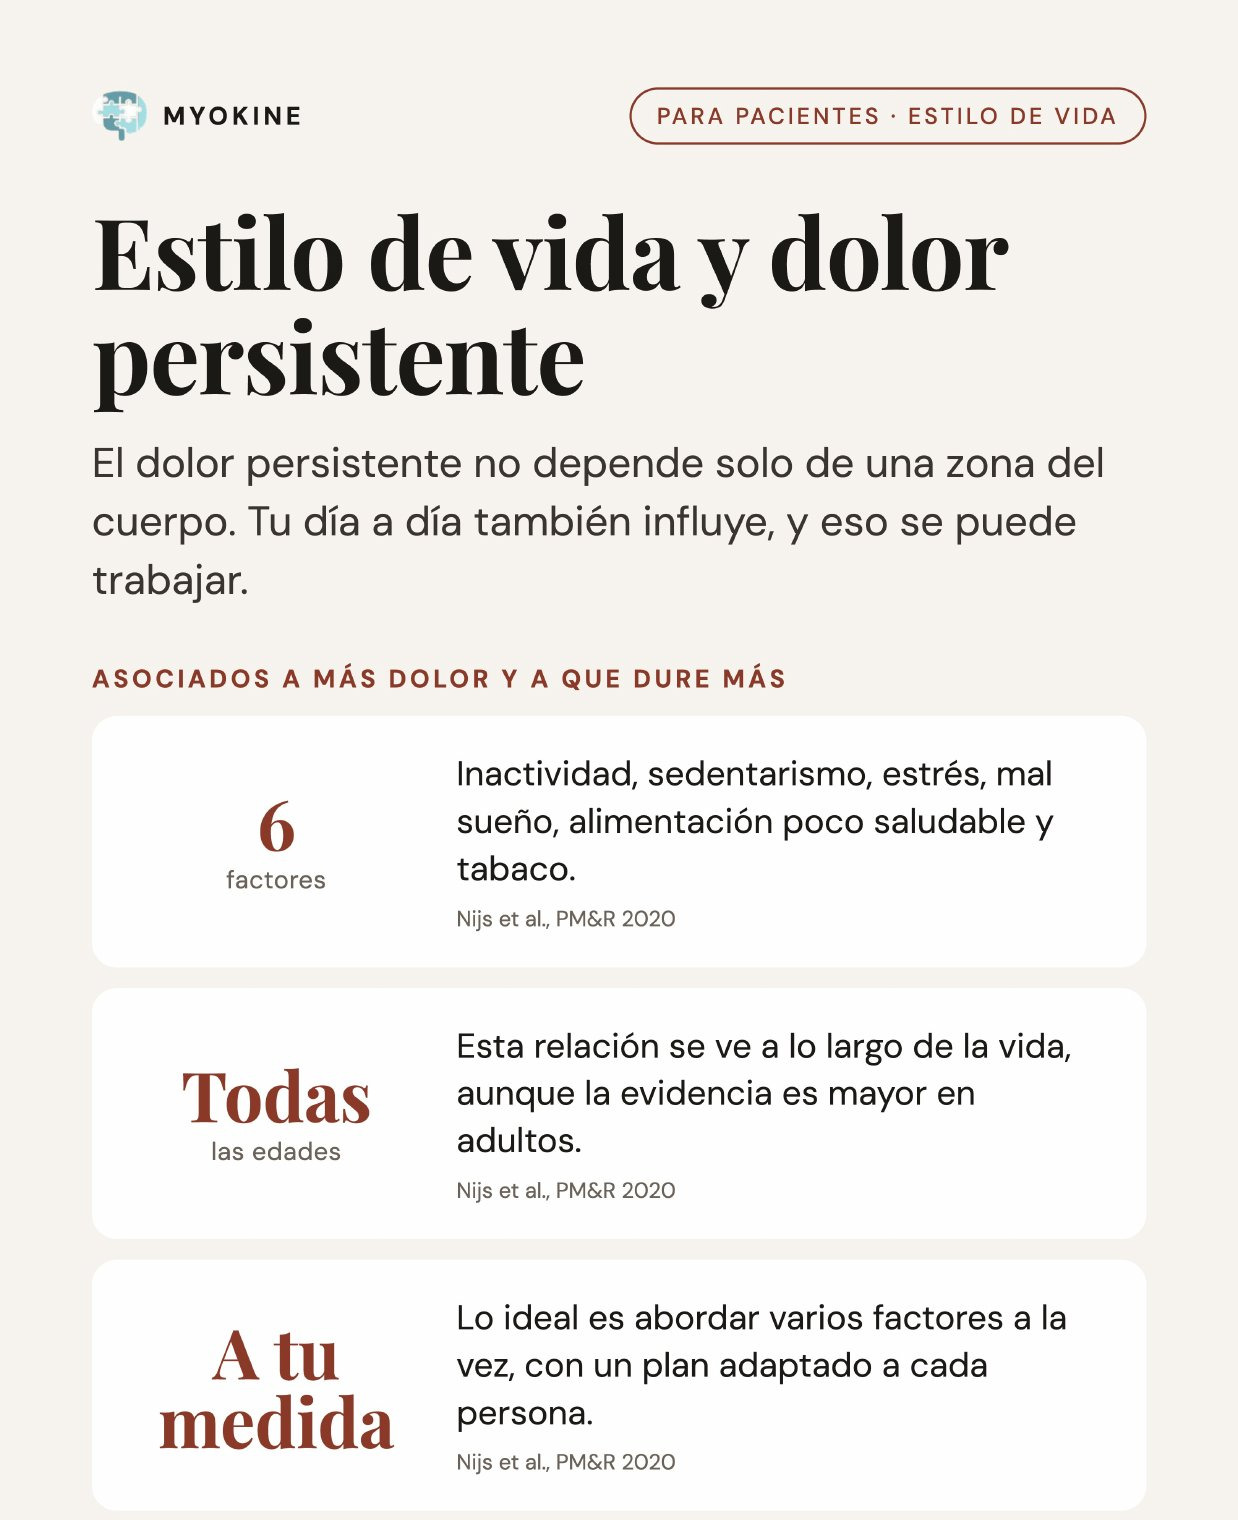 MYOKINE
PARA PACIENTES · ESTILO DE VIDA
Estilo de vida y dolor
persistente
El dolor persistente no depende solo de una zona del
cuerpo. Tu día a día también influye, y eso se puede
trabajar.
ASOCIADOS A MÁS DOLOR Y A QUE DURE MÁS
6
factores
Inactividad, sedentarismo, estrés, mal
sueño, alimentación poco saludable y
tabaco.
Nijs et al., PM&R 2020
Todas
las edades
Esta relación se ve a lo largo de la vida,
aunque la evidencia es mayor en
adultos.
Nijs et al., PM&R 2020
A tu
medida
Lo ideal es abordar varios factores a la
vez, con un plan adaptado a cada
persona.
Nijs et al., PM&R 2020